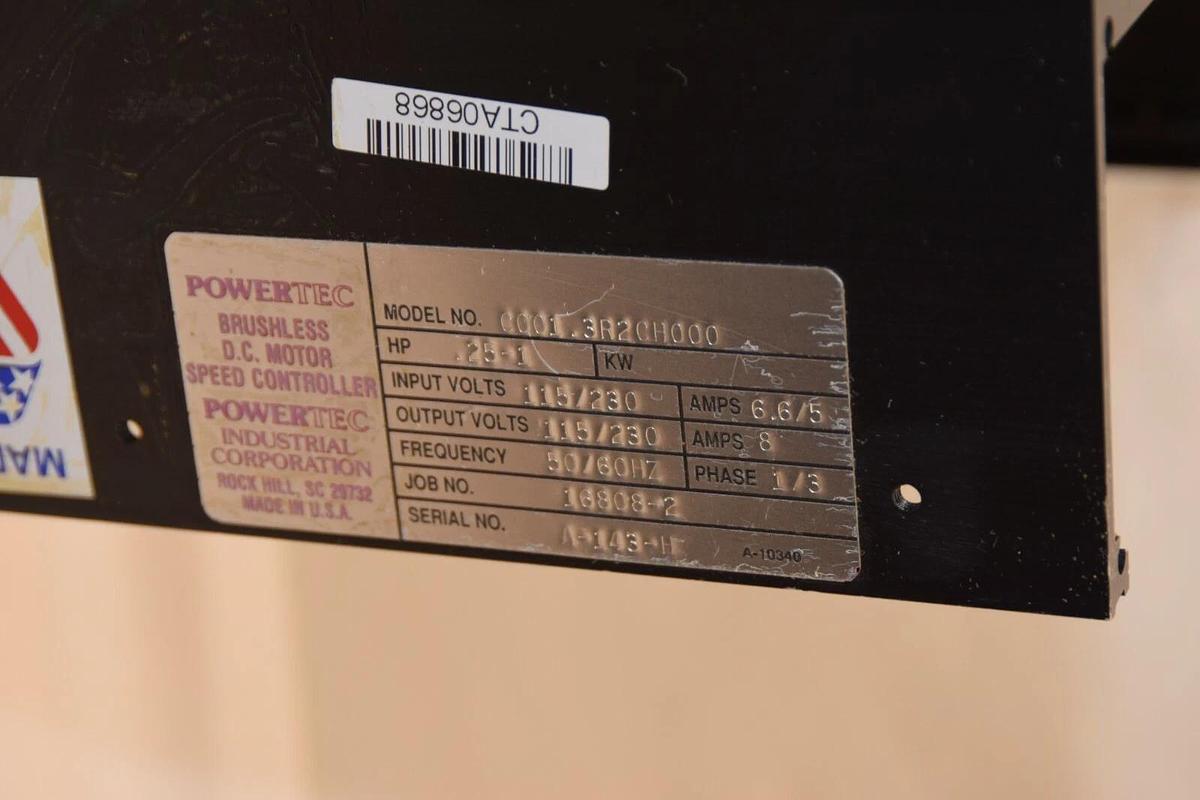 CTA06868
POWERTEC
BRUSHLESS
D.C. MOTOR
SPEED CONTROLLER
POWERTEC
INDUSTRIAL
CORPORATION
ROCK HILL, SC 29732
MADE IN U.S.A.
MODEL NO. C001.3R2CH000
HP .25-1 KW
INPUT VOLTS 115/230 AMPS 6.6/5
OUTPUT VOLTS 115/230 AMPS 8
FREQUENCY 50/60HZ PHASE 1/3
JOB NO. 16808-2
SERIAL NO. A-143-H
A-10340